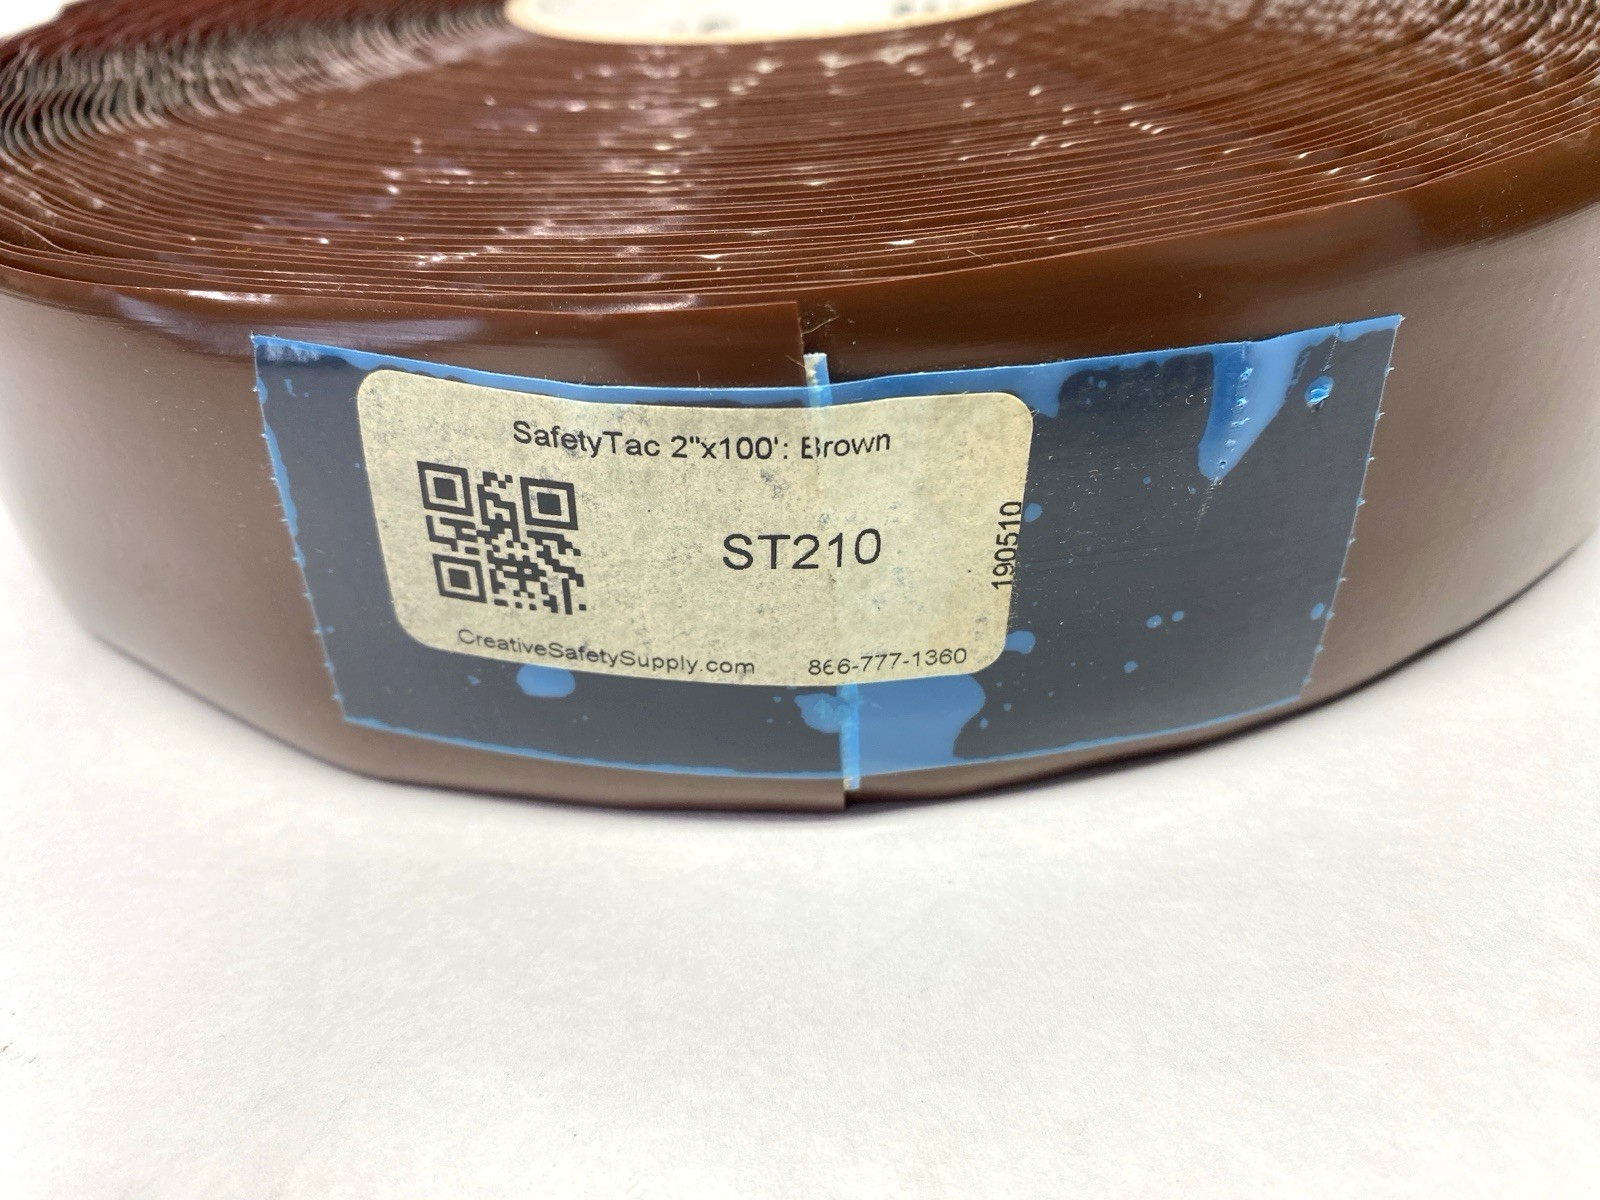 SafetyTac 2"x100': Brown
ST210
190510
CreativeSafetySupply.com
866-777-1360